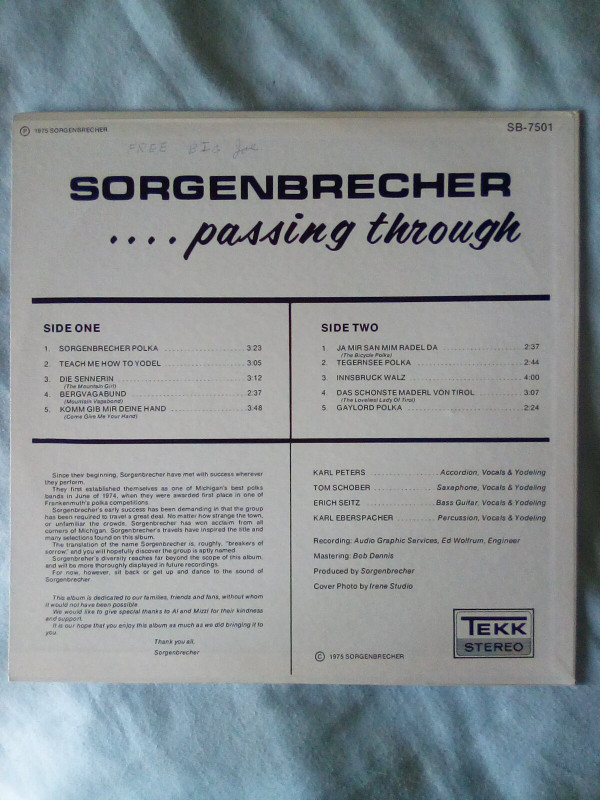 ℗ 1975 SORGENBRECHER
SB-7501
FREE BIG Joe
SORGENBRECHER
....passing through
SIDE ONE
1. SORGENBRECHER POLKA 3:23
2. TEACH ME HOW TO YODEL 3:05
3. DIE SENNERIN 3:12
(The Mountain Girl)
4. BERGVAGABUND 2:37
(Mountain Vagabond)
5. KOMM GIB MIR DEINE HAND 3:48
(Come Give Me Your Hand)
SIDE TWO
1. JA MIR SAN MIM RADEL DA 2:37
(The Bicycle Polka)
2. TEGERNSEE POLKA 2:44
3. INNSBRUCK WALZ 4:00
4. DAS SCHONSTE MADERL VON TIROL 3:07
(The Loveliest Lady Of Tirol)
5. GAYLORD POLKA 2:24
Since their beginning, Sorgenbrecher have met with success wherever
they perform.
They first established themselves as one of Michigan's best polka
bands in June of 1974, when they were awarded first place in one of
Frankenmuth's polka competitions.
Sorgenbrecher's early success has been demanding in that the group
has been required to travel a great deal. No matter how strange the town,
or unfamiliar the crowds, Sorgenbrecher has won acclaim from all
corners of Michigan. Sorgenbrecher's travels have inspired the title and
many selections found on this album.
The translation of the name Sorgenbrecher is, roughly, "breakers of
sorrow" and you will hopefully discover the group is aptly named.
Sorgenbrecher's diversity reaches far beyond the scope of this album,
and will be more thoroughly displayed in future recordings.
For now, however, sit back or get up and dance to the sound of
Sorgenbrecher.
This album is dedicated to our families, friends and fans, without whom
it would not have been possible.
We would like to give special thanks to Al and Mizzi for their kindness
and support.
It is our hope that you enjoy this album as much as we did bringing it to
you.
Thank you all,
Sorgenbrecher
KARL PETERS Accordion, Vocals & Yodeling
TOM SCHOBER Saxaphone, Vocals & Yodeling
ERICH SEITZ Bass Guitar, Vocals & Yodeling
KARL EBERSPACHER Percussion, Vocals & Yodeling
Recording: Audio Graphic Services, Ed Wolfrum, Engineer
Mastering: Bob Dennis
Produced by Sorgenbrecher
Cover Photo by Irene Studio
© 1975 SORGENBRECHER
TEKK
STEREO